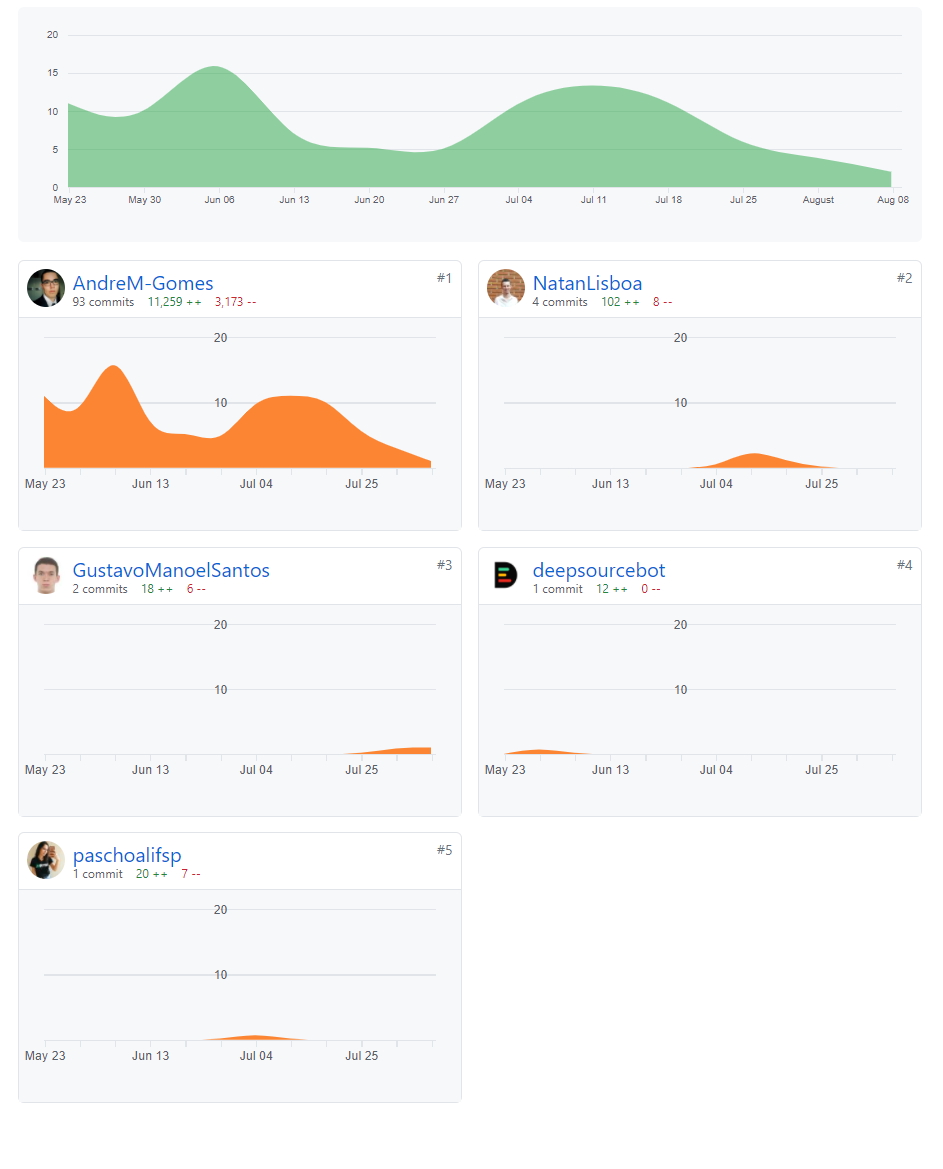 20
15
10
5
0
May 23 May 30 Jun 06 Jun 13 Jun 20 Jun 27 Jul 04 Jul 11 Jul 18 Jul 25 August Aug 08
AndreM-Gomes #1
93 commits 11,259 ++ 3,173 --
20
10
May 23 Jun 13 Jul 04 Jul 25
NatanLisboa #2
4 commits 102 ++ 8 --
20
10
May 23 Jun 13 Jul 04 Jul 25
GustavoManoelSantos #3
2 commits 18 ++ 6 --
20
10
May 23 Jun 13 Jul 04 Jul 25
deepsourcebot #4
1 commit 12 ++ 0 --
20
10
May 23 Jun 13 Jul 04 Jul 25
paschoalifsp #5
1 commit 20 ++ 7 --
20
10
May 23 Jun 13 Jul 04 Jul 25